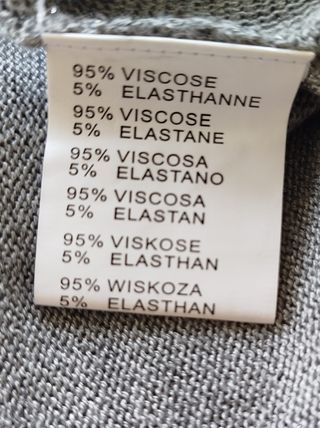 95% VISCOSE
5% ELASTHANNE
95% VISCOSE
5% ELASTANE
95% VISCOSA
5% ELASTANO
95% VISCOSA
5% ELASTAN
95% VISKOSE
5% ELASTHAN
95% WISKOZA
5% ELASTHAN